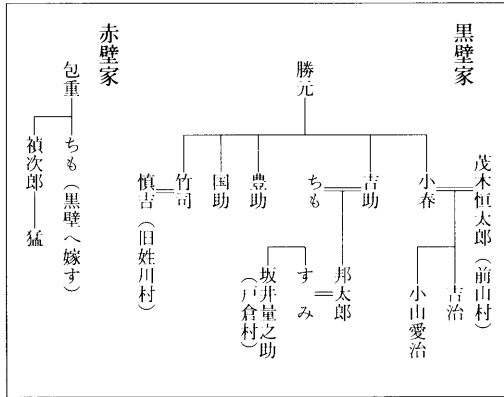 黒壁家
勝元
茂木恒太郎（前山村）
小春
吉助
ちも
豊助
国助
竹司
慎吉（旧姓川村）
吉治
小山愛治
邦太郎
すみ
坂井量之助
（戸倉村）
赤壁家
包重
ちも（黒壁へ嫁す）
禎次郎
猛